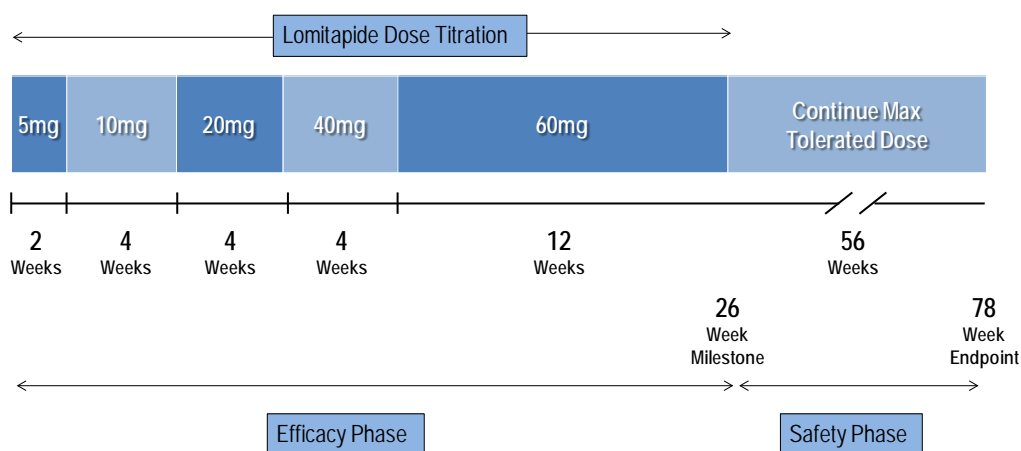 Lomitapide Dose Titration
5mg
10mg
20mg
40mg
60mg
Continue Max
Tolerated Dose
2
Weeks
4
Weeks
4
Weeks
4
Weeks
12
Weeks
56
Weeks
26
Week
Milestone
78
Week
Endpoint
Efficacy Phase
Safety Phase